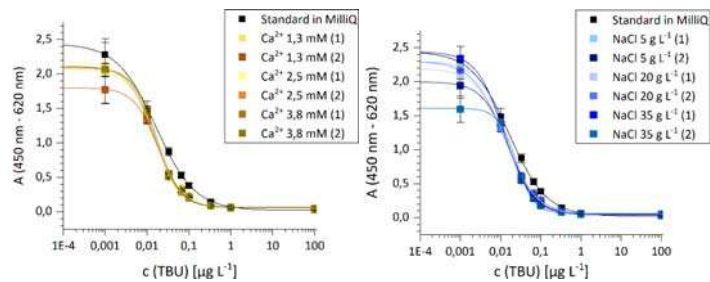 Standard in MilliQ
Ca²⁺ 1,3 mM (1)
Ca²⁺ 1,3 mM (2)
Ca²⁺ 2,5 mM (1)
Ca²⁺ 2,5 mM (2)
Ca²⁺ 3,8 mM (1)
Ca²⁺ 3,8 mM (2)
A (450 nm - 620 nm)
2,5
2,0
1,5
1,0
0,5
0,0
1E-4 0,001 0,01 0,1 1 10 100
c (TBU) [µg L⁻¹]
Standard in MilliQ
NaCl 5 g L⁻¹ (1)
NaCl 5 g L⁻¹ (2)
NaCl 20 g L⁻¹ (1)
NaCl 20 g L⁻¹ (2)
NaCl 35 g L⁻¹ (1)
NaCl 35 g L⁻¹ (2)
A (450 nm - 620 nm)
2,5
2,0
1,5
1,0
0,5
0,0
1E-4 0,001 0,01 0,1 1 10 100
c (TBU) [µg L⁻¹]